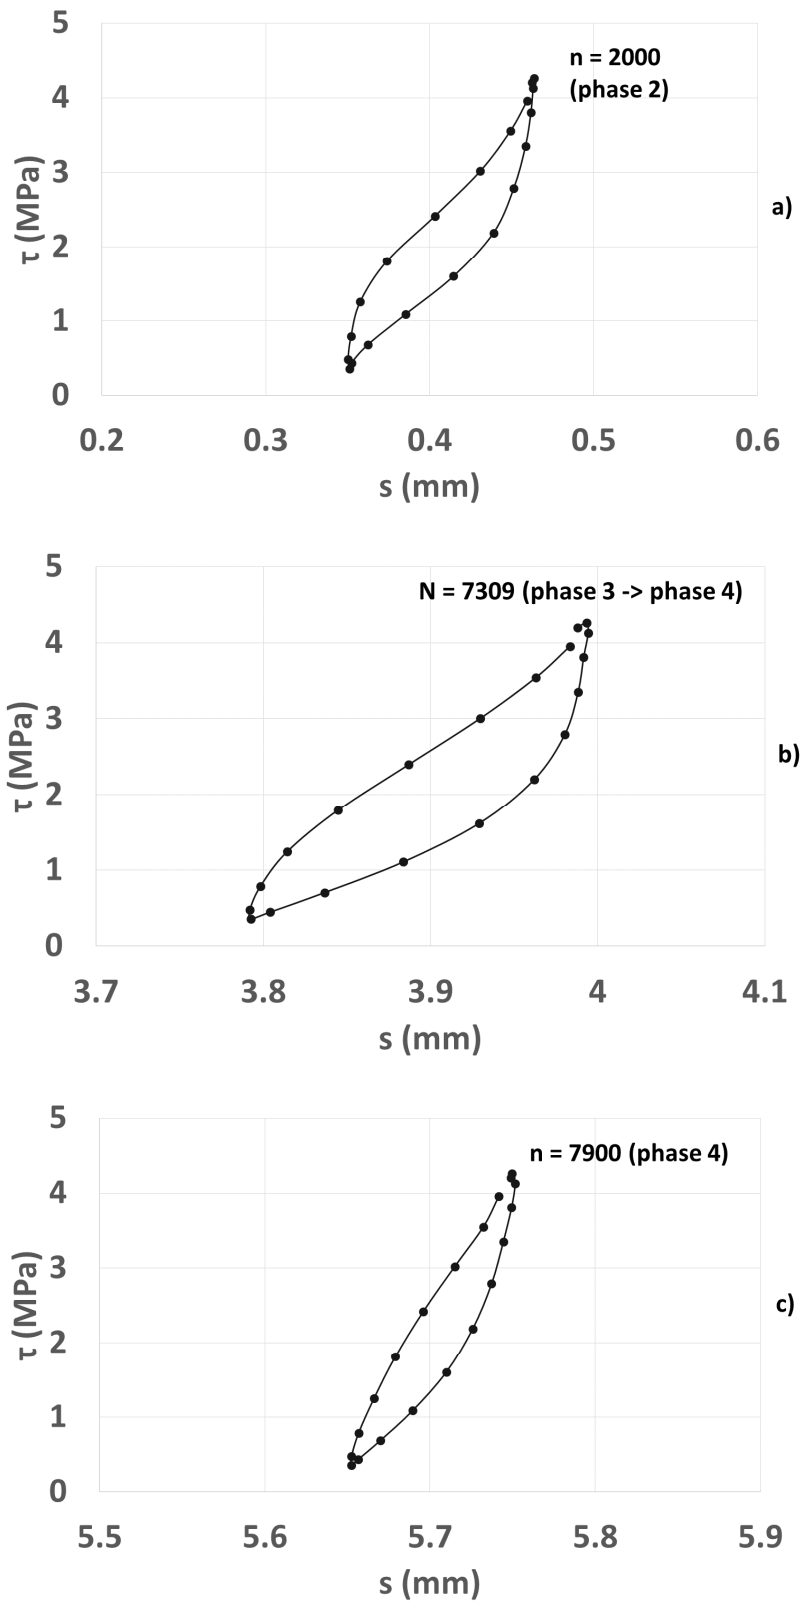 5
n = 2000
(phase 2)
4
3
a)
τ (MPa)
2
1
0
0.2 0.3 0.4 0.5 0.6
s (mm)
5
N = 7309 (phase 3 -> phase 4)
4
3
τ (MPa)
b)
2
1
0
3.7 3.8 3.9 4 4.1
s (mm)
5
n = 7900 (phase 4)
4
3
τ (MPa)
c)
2
1
0
5.5 5.6 5.7 5.8 5.9
s (mm)